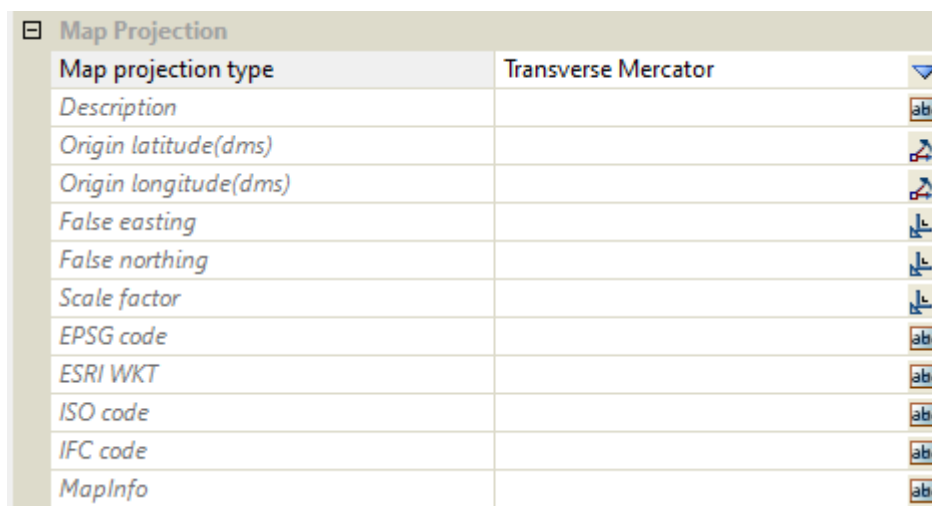 Map Projection
Map projection type Transverse Mercator
Description
Origin latitude(dms)
Origin longitude(dms)
False easting
False northing
Scale factor
EPSG code
ESRI WKT
ISO code
IFC code
MapInfo